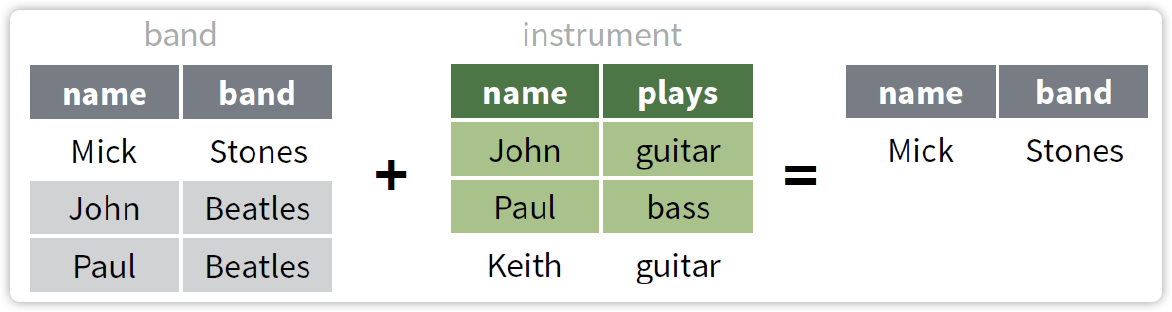 band instrument
name band name plays name band
Mick Stones John guitar Mick Stones
+ =
John Beatles Paul bass
Paul Beatles Keith guitar